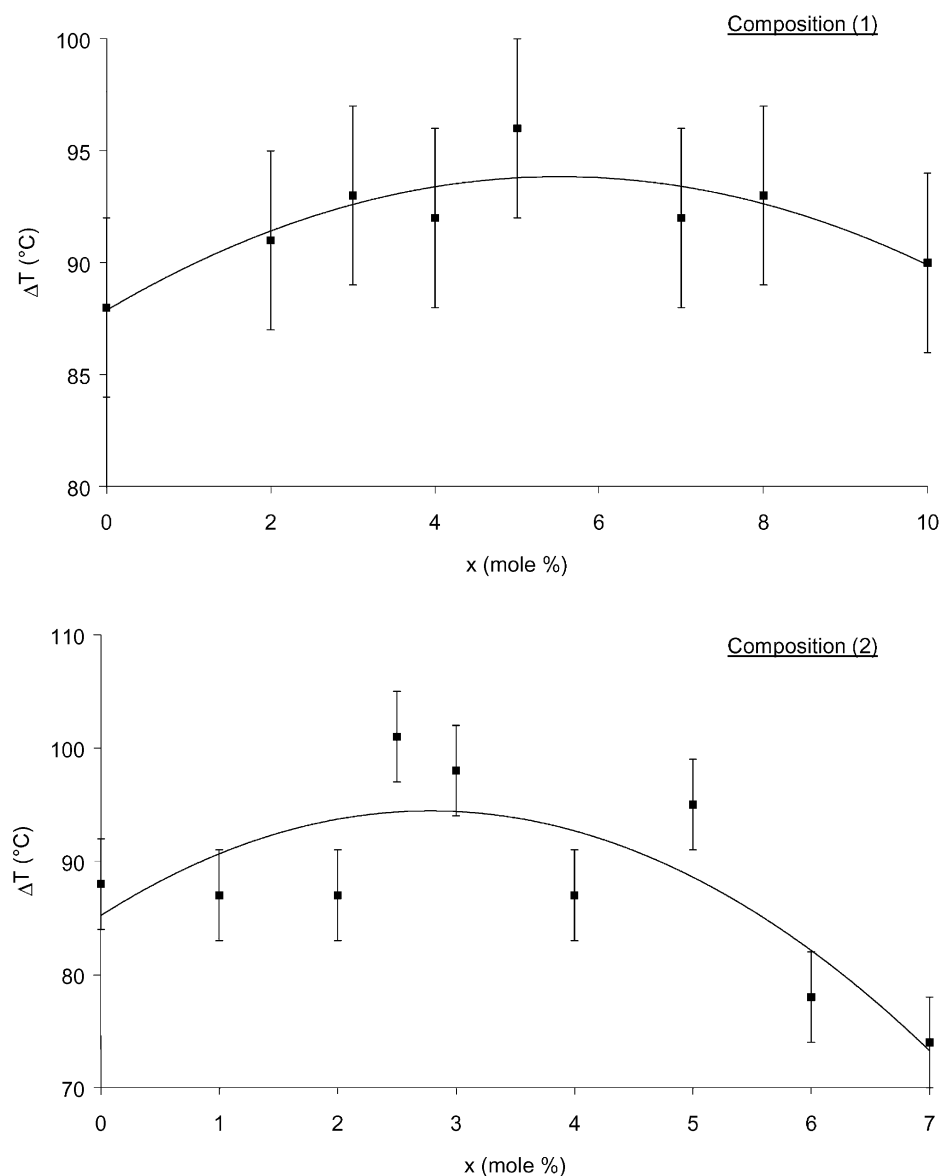 Composition (1)
100
95
90
85
80
ΔT (°C)
0 2 4 6 8 10
x (mole %)
Composition (2)
110
100
90
80
70
ΔT (°C)
0 1 2 3 4 5 6 7
x (mole %)